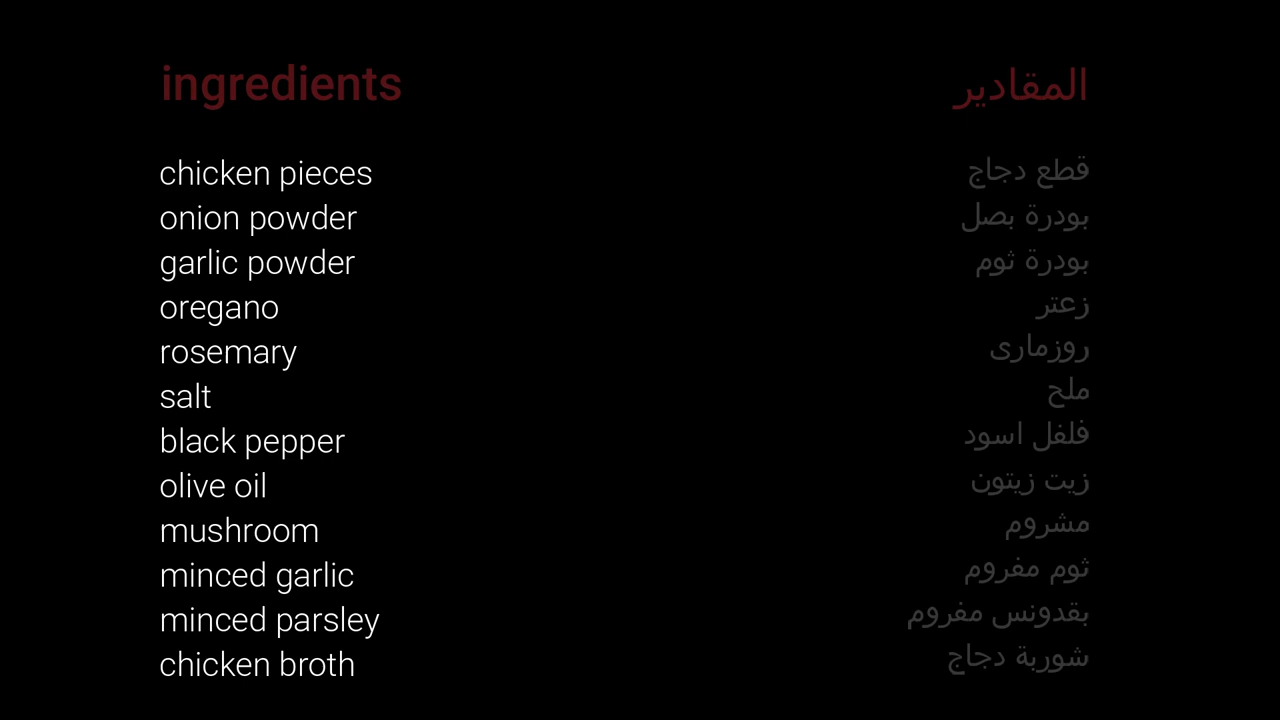 ingredients
chicken pieces
onion powder
garlic powder
oregano
rosemary
salt
black pepper
olive oil
mushroom
minced garlic
minced parsley
chicken broth
المقادير
قطع دجاج
بودرة بصل
بودرة ثوم
زعتر
روزمارى
ملح
فلفل اسود
زيت زيتون
مشروم
ثوم مفروم
بقدونس مفروم
شوربة دجاج